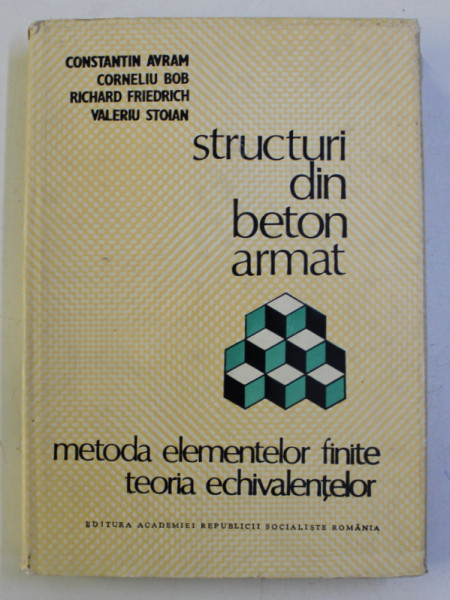 CONSTANTIN AVRAM
CORNELIU BOB
RICHARD FRIEDRICH
VALERIU STOIAN
structuri
din
beton
armat
metoda elementelor finite
teoria echivalențelor
EDITURA ACADEMIEI REPUBLICII SOCIALISTE ROMÂNIA